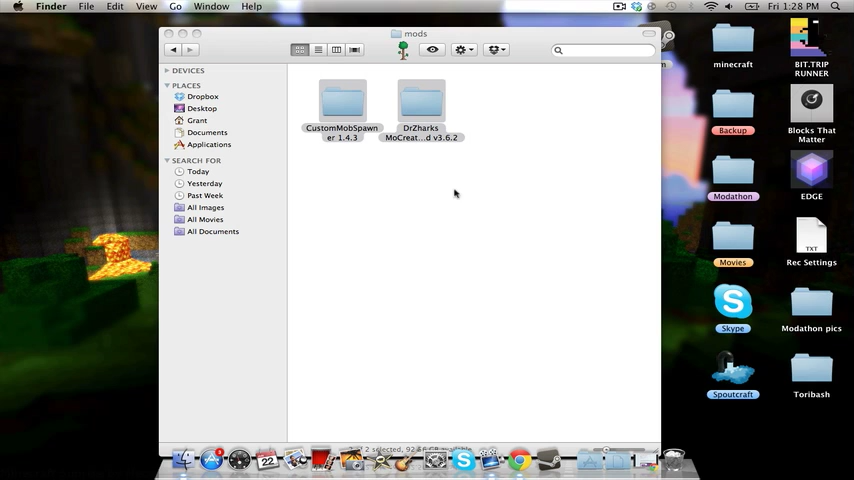 Finder File Edit View Go Window Help Fri 1:28 PM
mods
DEVICES
PLACES
Dropbox
Desktop
Grant
Documents
Applications
SEARCH FOR
Today
Yesterday
Past Week
All Images
All Movies
All Documents
CustomMobSpawn
er 1.4.3
DrZharks
MoCreat...d v3.6.2
2 selected,
minecraft
Backup
Modathon
Movies
Skype
Spoutcraft
BIT.TRIP
RUNNER
Blocks That
Matter
EDGE
TXT
Rec Settings
Modathon pics
Toribash
22